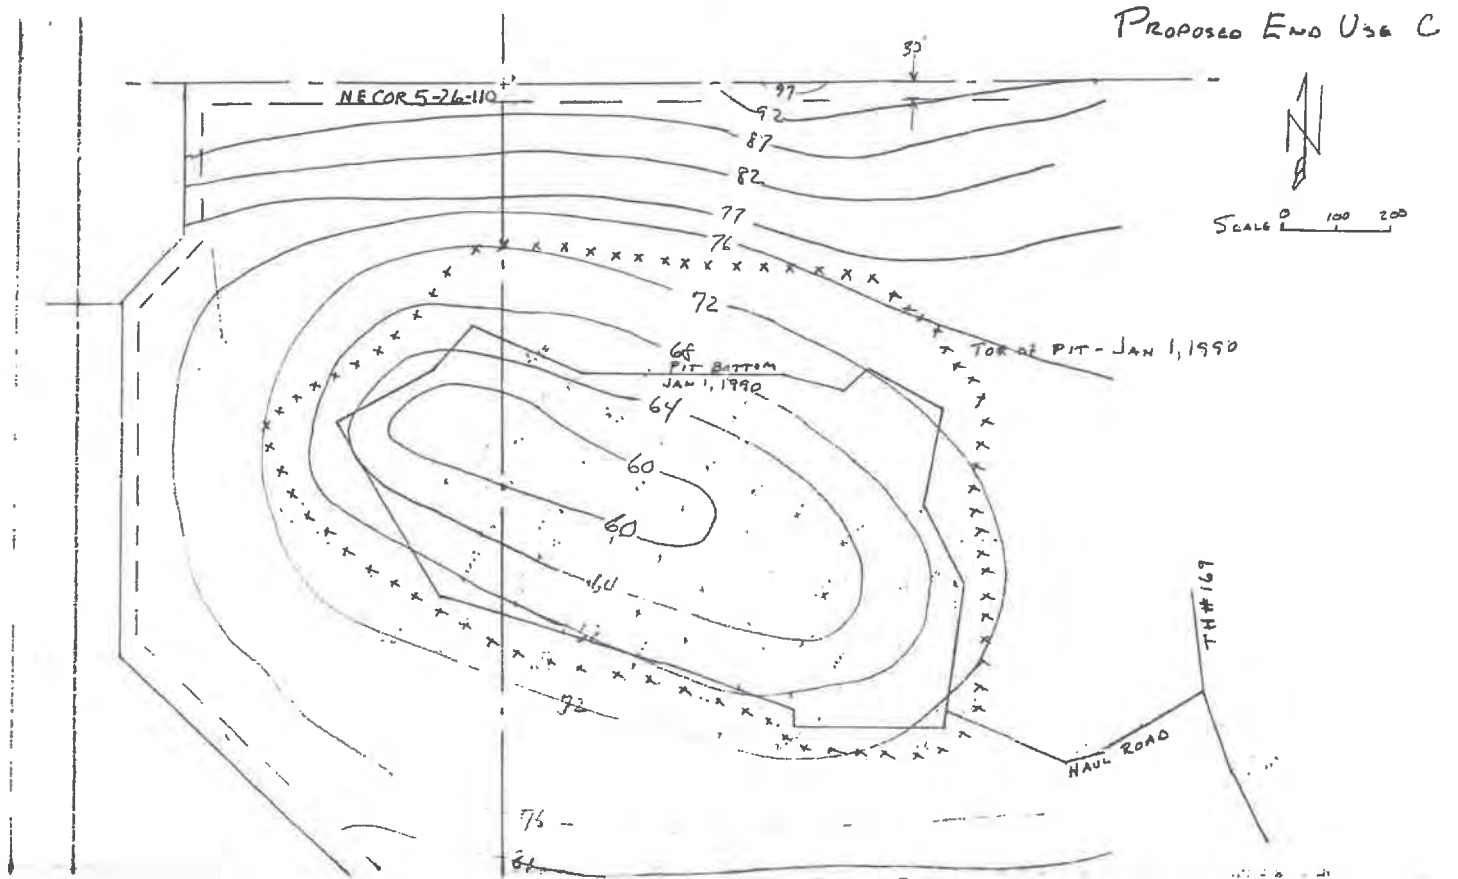 PROPOSED END USE C
30'
NE COR 5-26-110
97
92
87
82
77
76
72
68
PIT BOTTOM
JAN 1, 1990
64
60
60
64
72
76
TOP OF PIT - JAN 1, 1990
N
SCALE 0 100 200
TH#169
HAUL ROAD